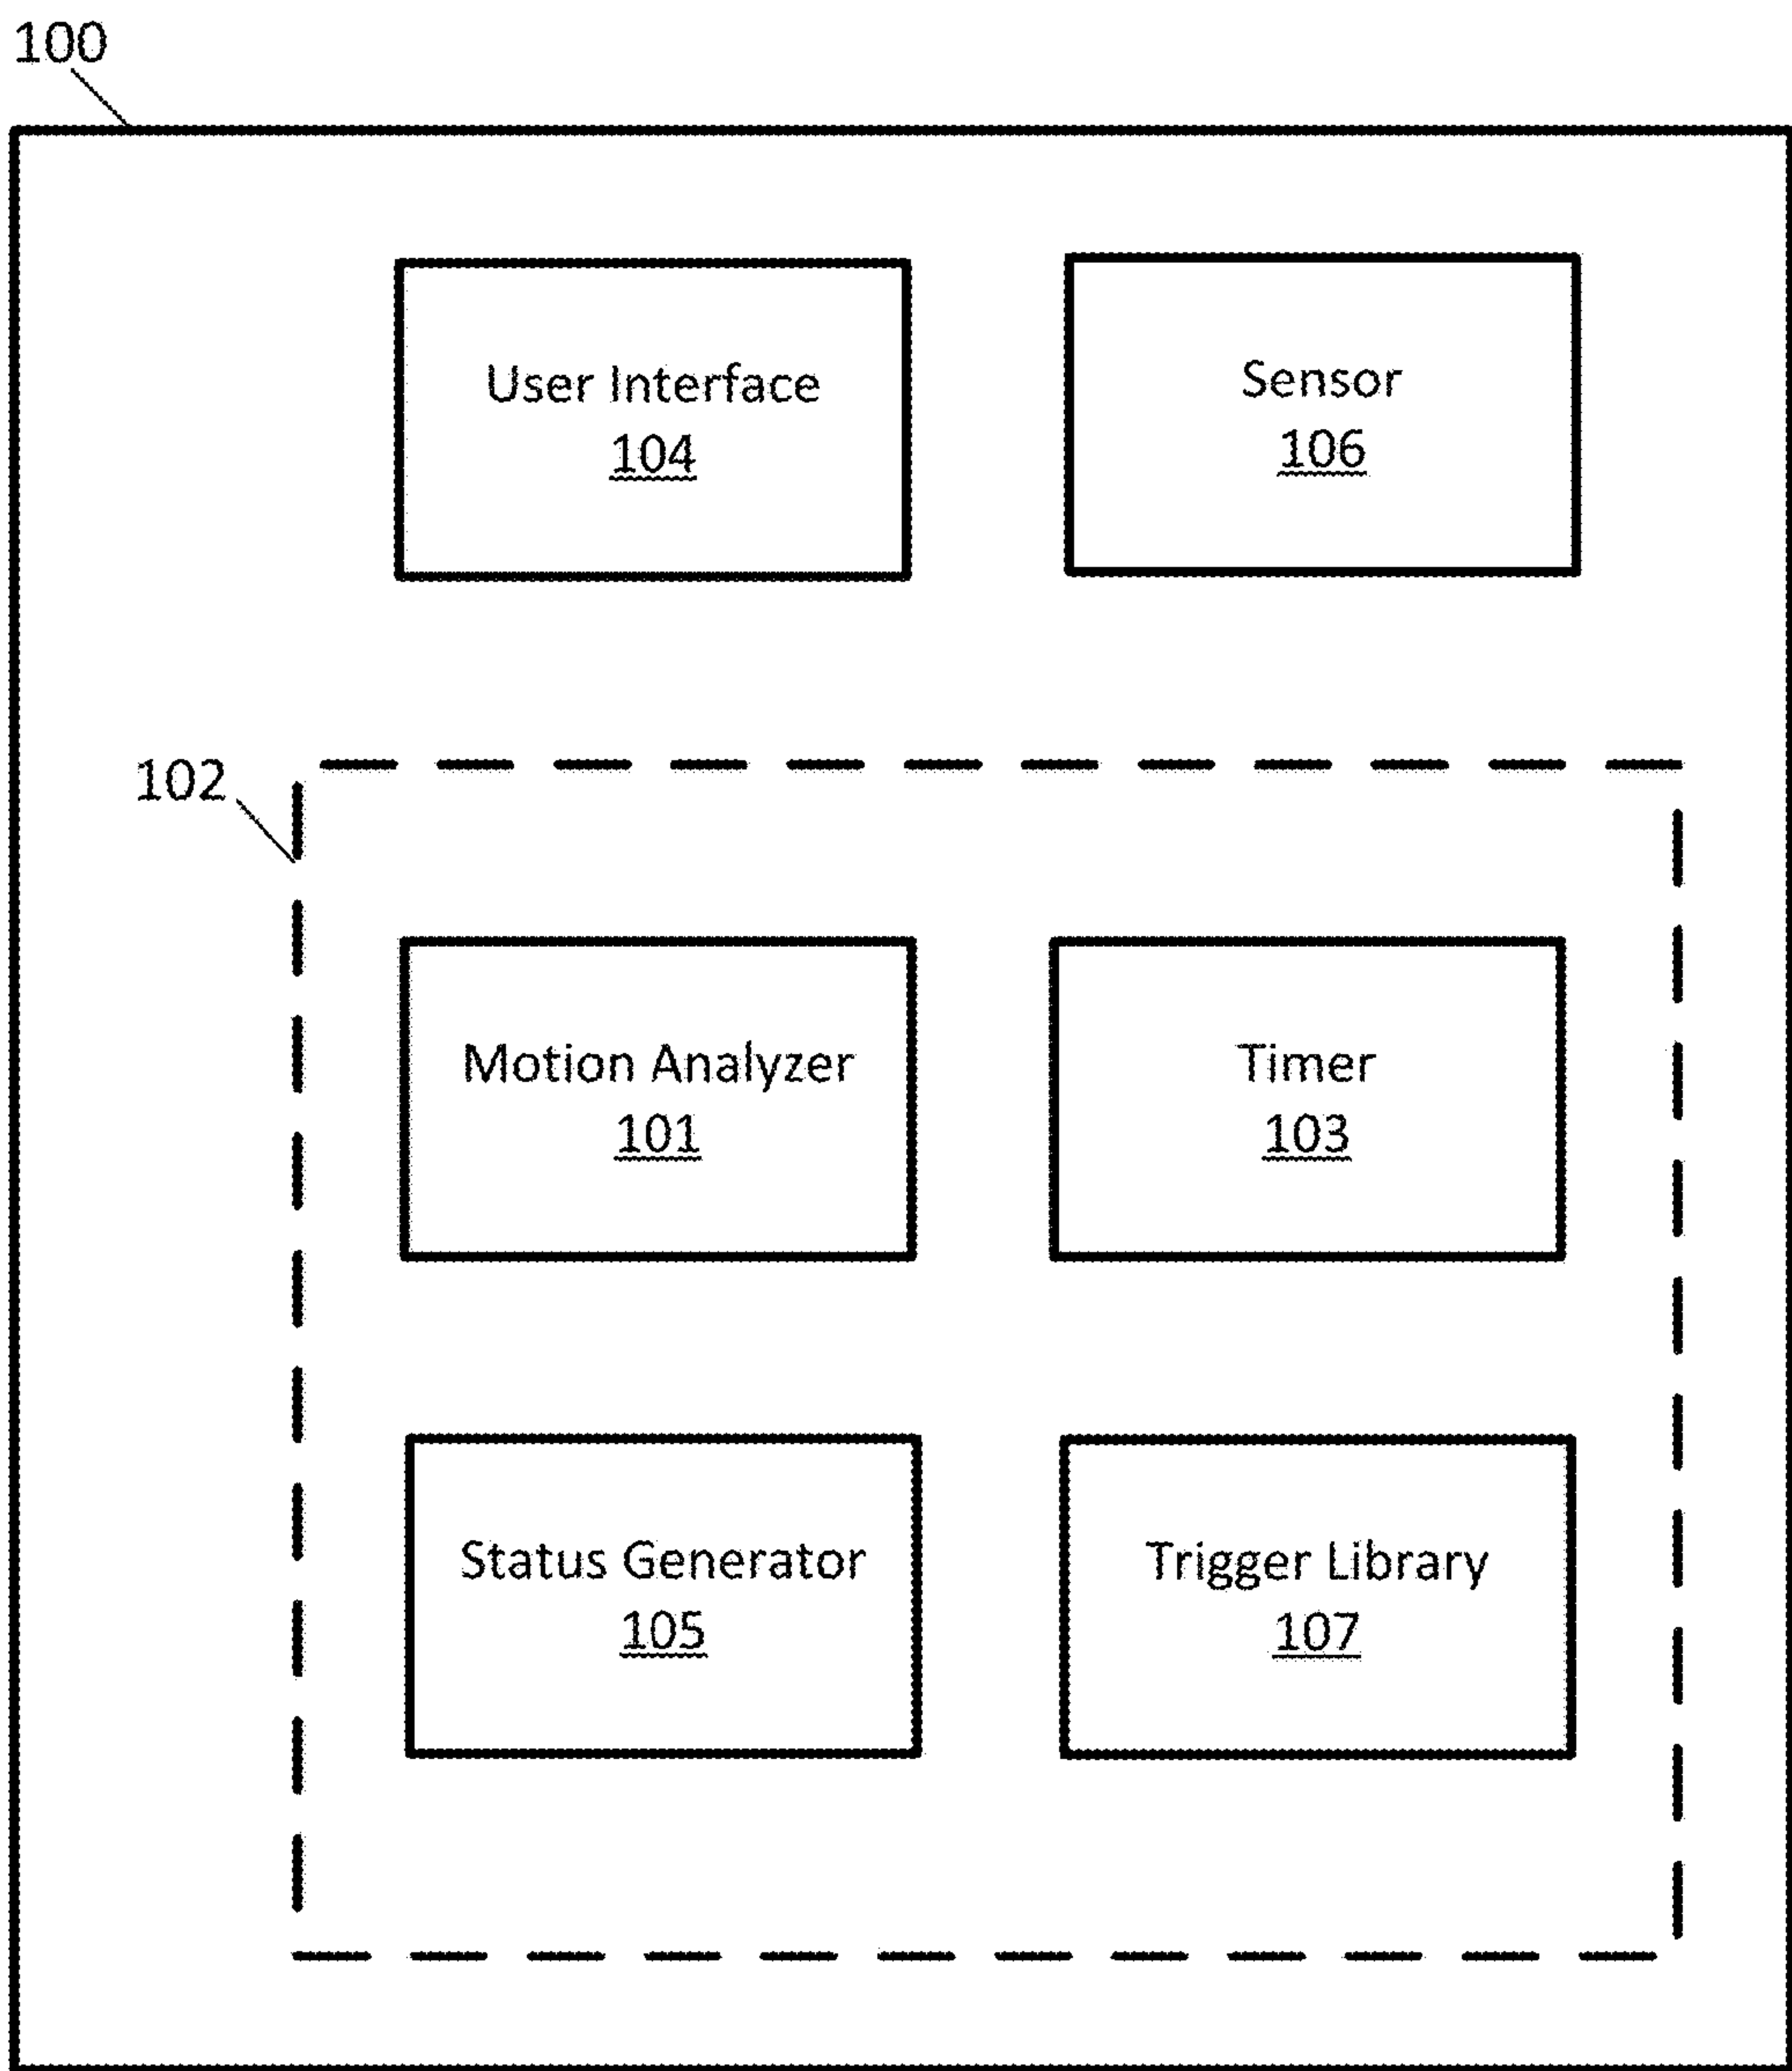 100
User Interface
104
Sensor
106
102
Motion Analyzer
101
Timer
103
Status Generator
105
Trigger Library
107